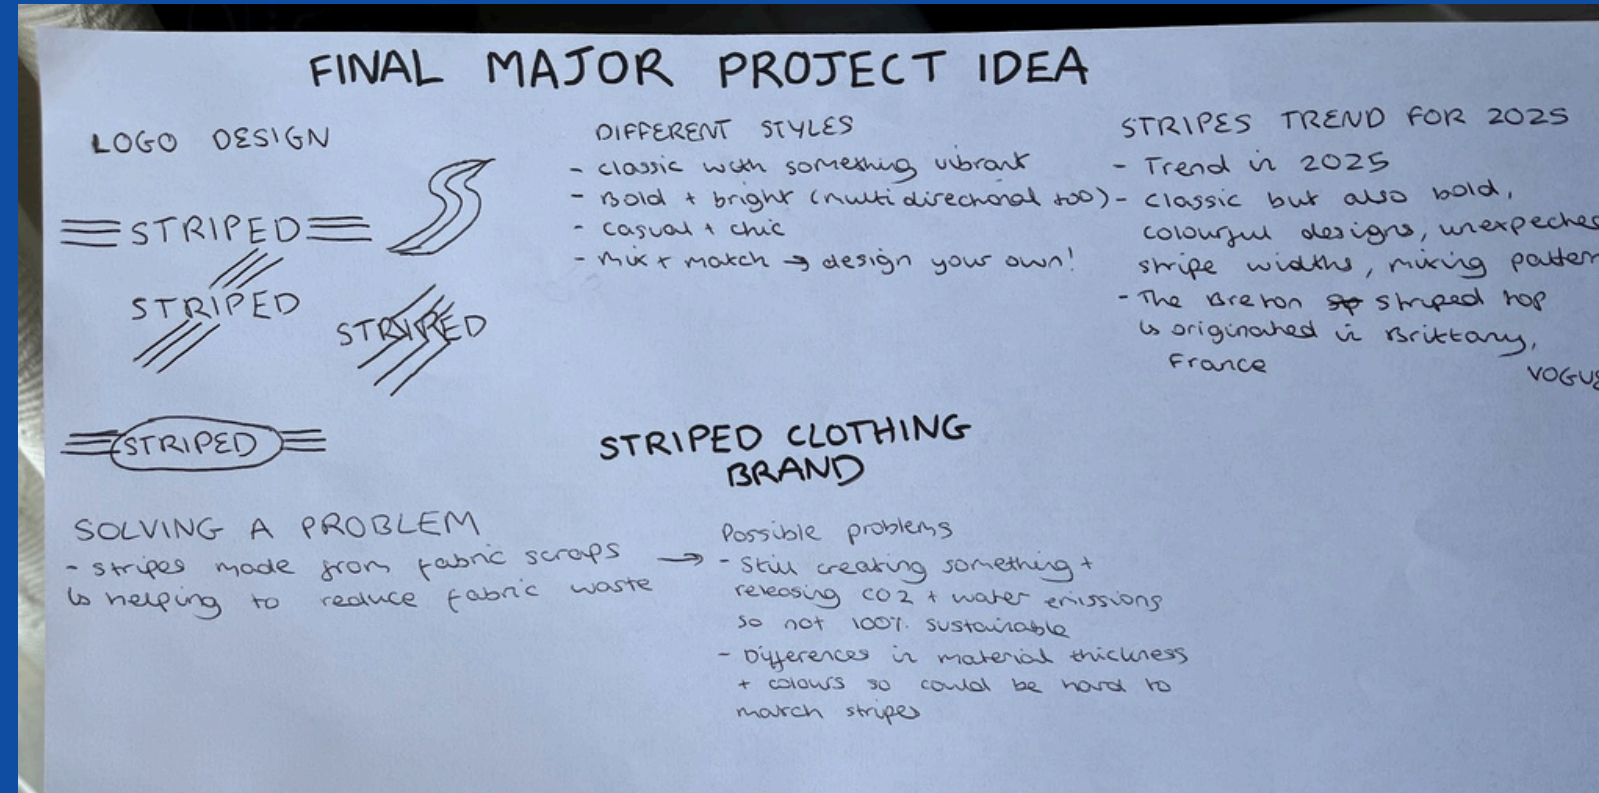 FINAL MAJOR PROJECT IDEA
LOGO DESIGN
STRIPED
STRIPED
STRIPED
STRIPED
DIFFERENT STYLES
- classic with something vibrant
- Bold + bright (multidirectional too)
- casual + chic
- mix + match → design your own!
STRIPES TREND FOR 2025
- Trend in 2025
- classic but also bold,
colourful designs, unexpected
stripe widths, mixing pattern
- The Breton striped top
is originated in Brittany,
France
VOGUE
STRIPED CLOTHING
BRAND
SOLVING A PROBLEM
- stripes made from fabric scraps →
is helping to reduce fabric waste
Possible problems
- Still creating something +
releasing CO2 + water emissions
so not 100% sustainable
- Differences in material thickness
+ colours so could be hard to
match stripes